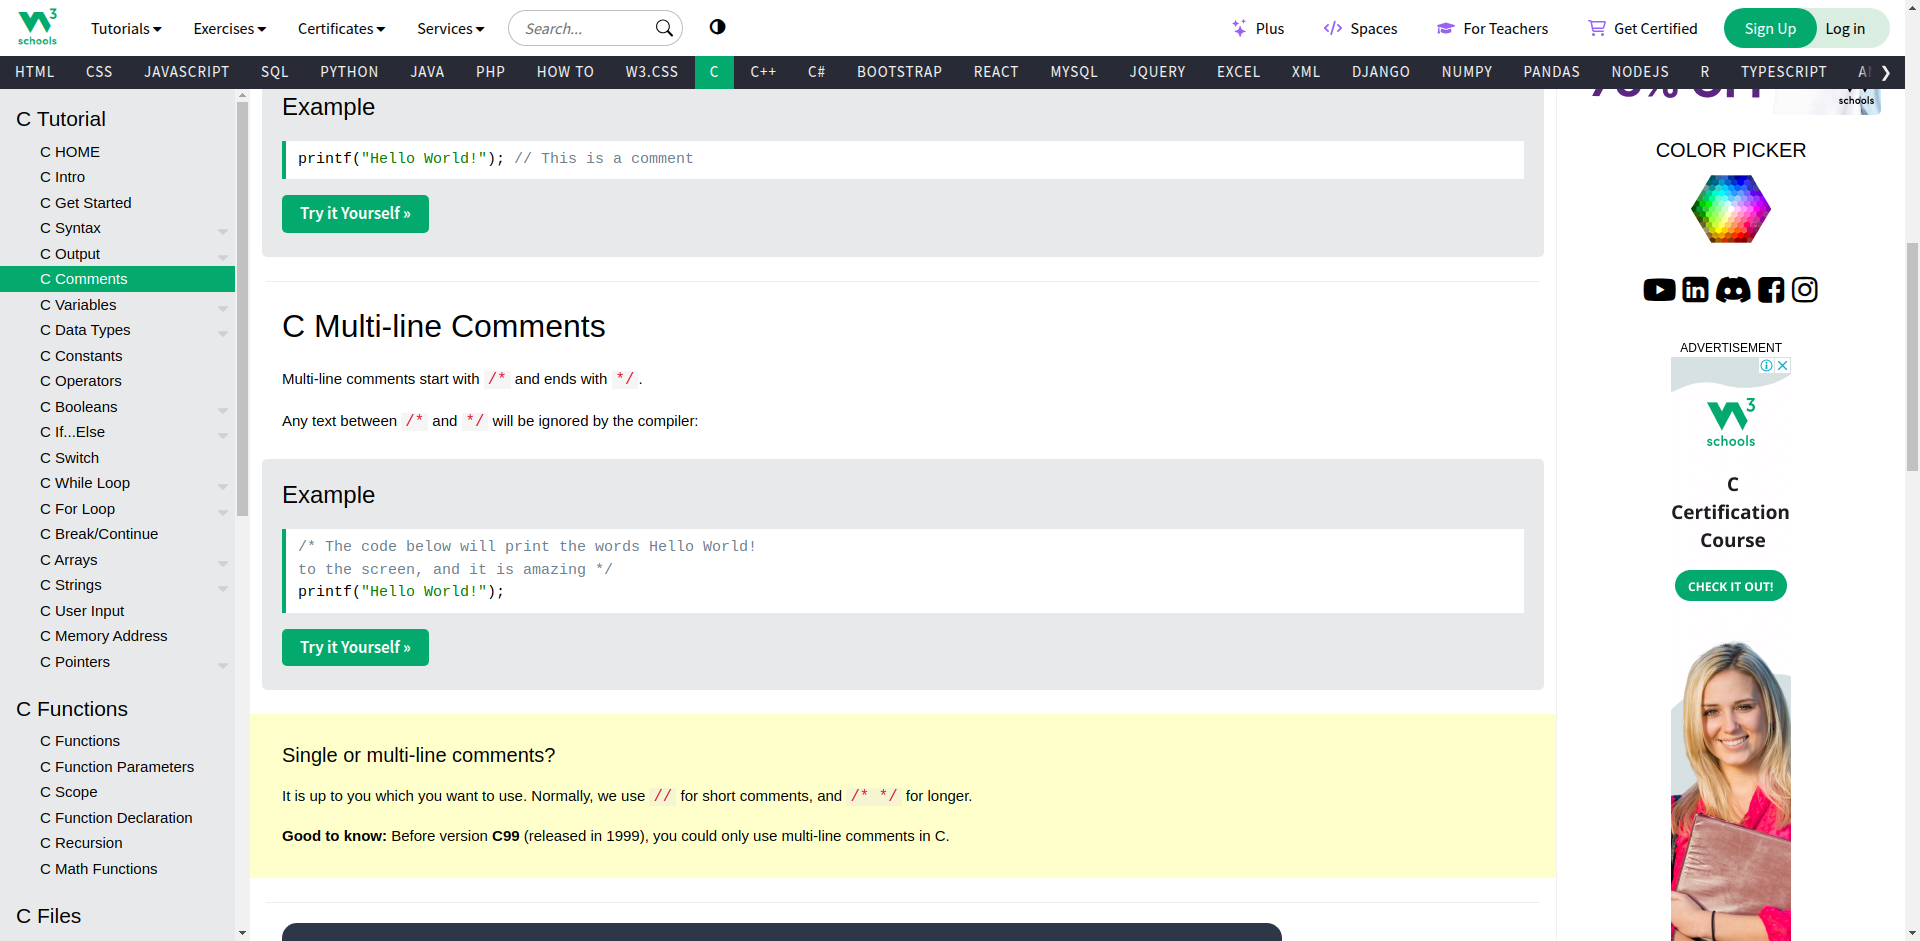 3
schools
Tutorials
Exercises
Certificates
Services
Search...
Plus
Spaces
For Teachers
Get Certified
Sign Up
Log in
HTML CSS JAVASCRIPT SQL PYTHON JAVA PHP HOW TO W3.CSS C C++ C# BOOTSTRAP REACT MYSQL JQUERY EXCEL XML DJANGO NUMPY PANDAS NODEJS R TYPESCRIPT
C Tutorial
C HOME
C Intro
C Get Started
C Syntax
C Output
C Comments
C Variables
C Data Types
C Constants
C Operators
C Booleans
C If...Else
C Switch
C While Loop
C For Loop
C Break/Continue
C Arrays
C Strings
C User Input
C Memory Address
C Pointers
C Functions
C Functions
C Function Parameters
C Scope
C Function Declaration
C Recursion
C Math Functions
C Files
Example
printf("Hello World!"); // This is a comment
Try it Yourself »
C Multi-line Comments
Multi-line comments start with /* and ends with */.
Any text between /* and */ will be ignored by the compiler:
Example
/* The code below will print the words Hello World!
to the screen, and it is amazing */
printf("Hello World!");
Try it Yourself »
Single or multi-line comments?
It is up to you which you want to use. Normally, we use // for short comments, and /* */ for longer.
Good to know: Before version C99 (released in 1999), you could only use multi-line comments in C.
schools
COLOR PICKER
ADVERTISEMENT
3
schools
C
Certification
Course
CHECK IT OUT!